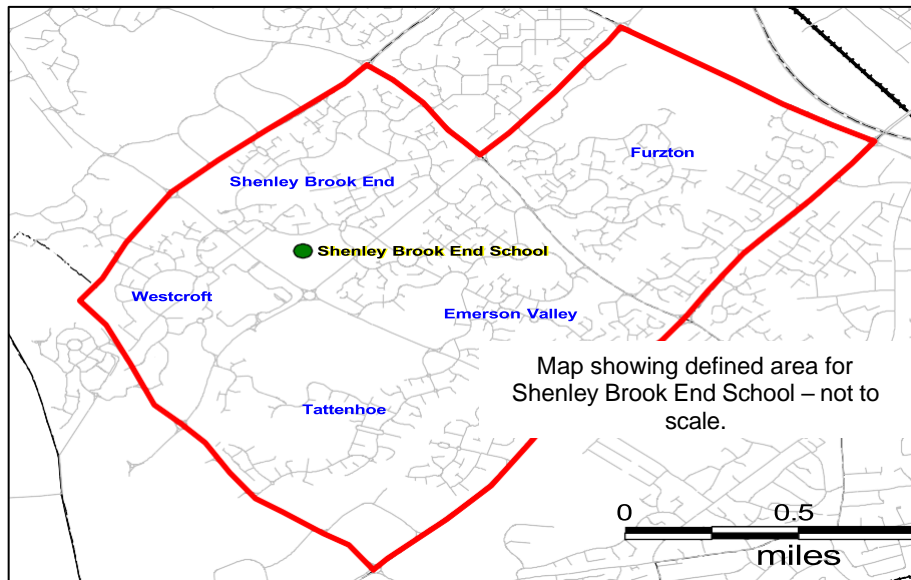 Furzton
Shenley Brook End
Shenley Brook End School
Westcroft
Emerson Valley
Map showing defined area for
Shenley Brook End School – not to
scale.
Tattenhoe
0 0.5
miles